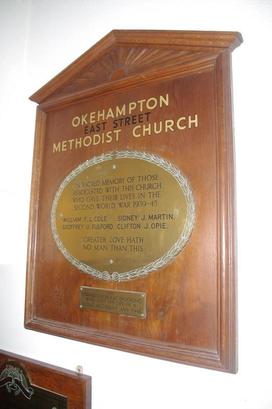 OKEHAMPTON
EAST STREET
METHODIST CHURCH
SACRED MEMORY OF THOSE
ASSOCIATED WITH THIS CHURCH
WHO GAVE THEIR LIVES IN THE
SECOND WORLD WAR 1939-45
WILLIAM F. L. COLE SIDNEY J. MARTIN.
GEOFFREY U. FULFORD. CLIFTON J. OPIE.
GREATER LOVE HATH
NO MAN THAN THIS